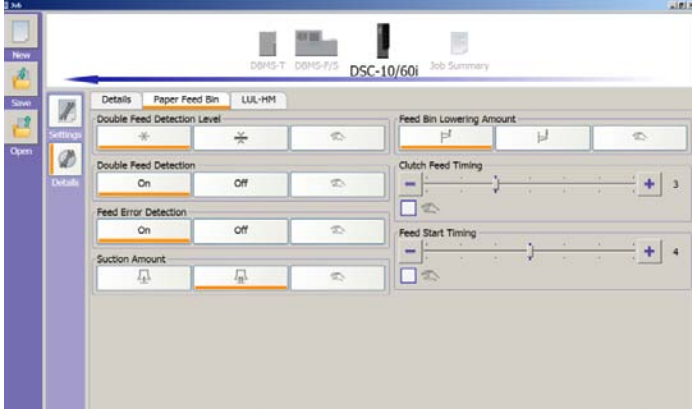 Job
New
Save
Open
Settings
Details
DBMS-T
DBMS-F/S
DSC-10/60i
Job Summary
Details
Paper Feed Bin
LUL-HM
Double Feed Detection Level
Double Feed Detection
On
Off
Feed Error Detection
On
Off
Suction Amount
Feed Bin Lowering Amount
Clutch Feed Timing
3
Feed Start Timing
4